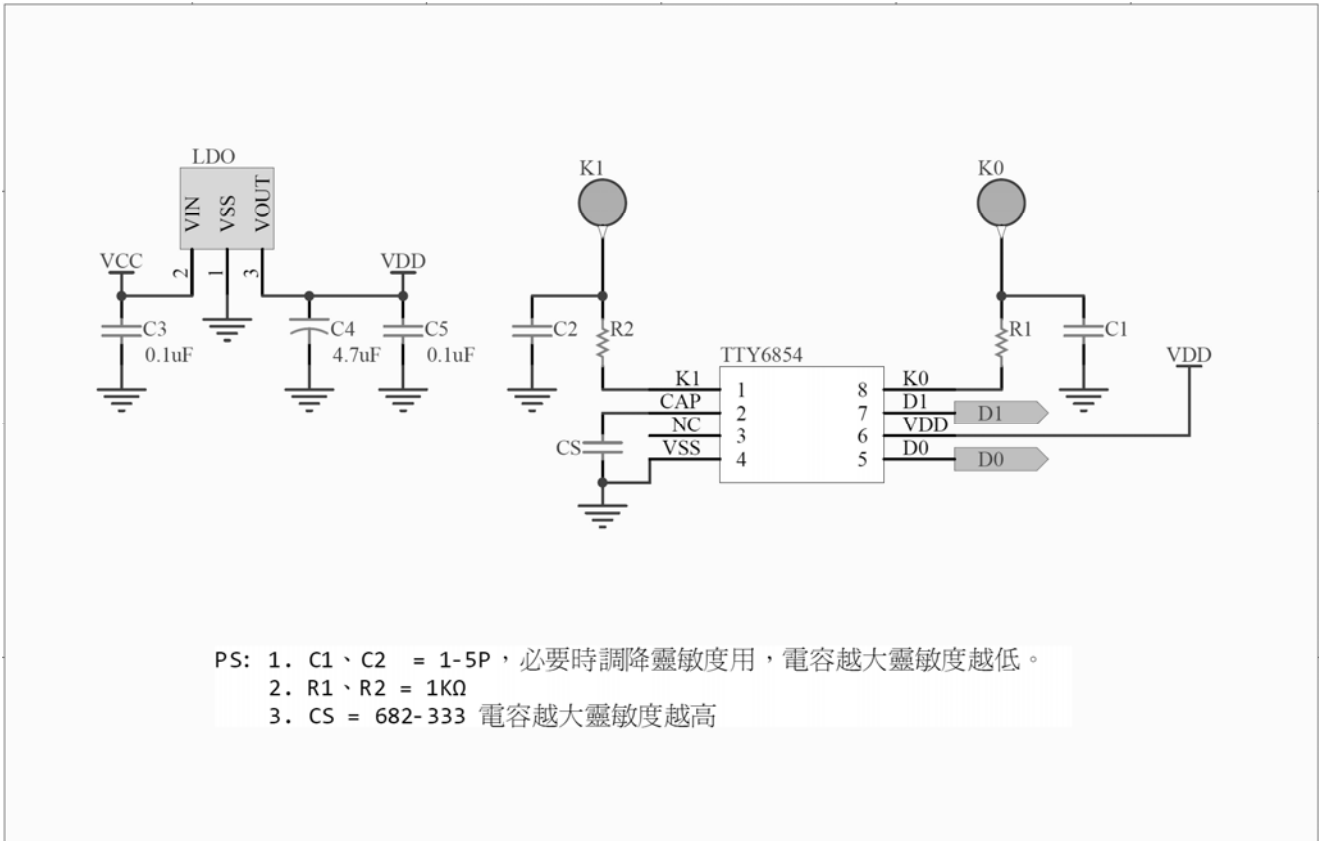 LDO
VIN
VSS
VOUT
2
1
3
VCC
VDD
C3
0.1uF
C4
4.7uF
C5
0.1uF
K1
K0
C2
R2
R1
C1
TTY6854
VDD
K1
1
8
K0
CAP
2
7
D1
D1
NC
3
6
VDD
CS
VSS
4
5
D0
D0
PS: 1. C1、C2 = 1-5P，必要時調降靈敏度用，電容越大靈敏度越低。
2. R1、R2 = 1KΩ
3. CS = 682-333 電容越大靈敏度越高